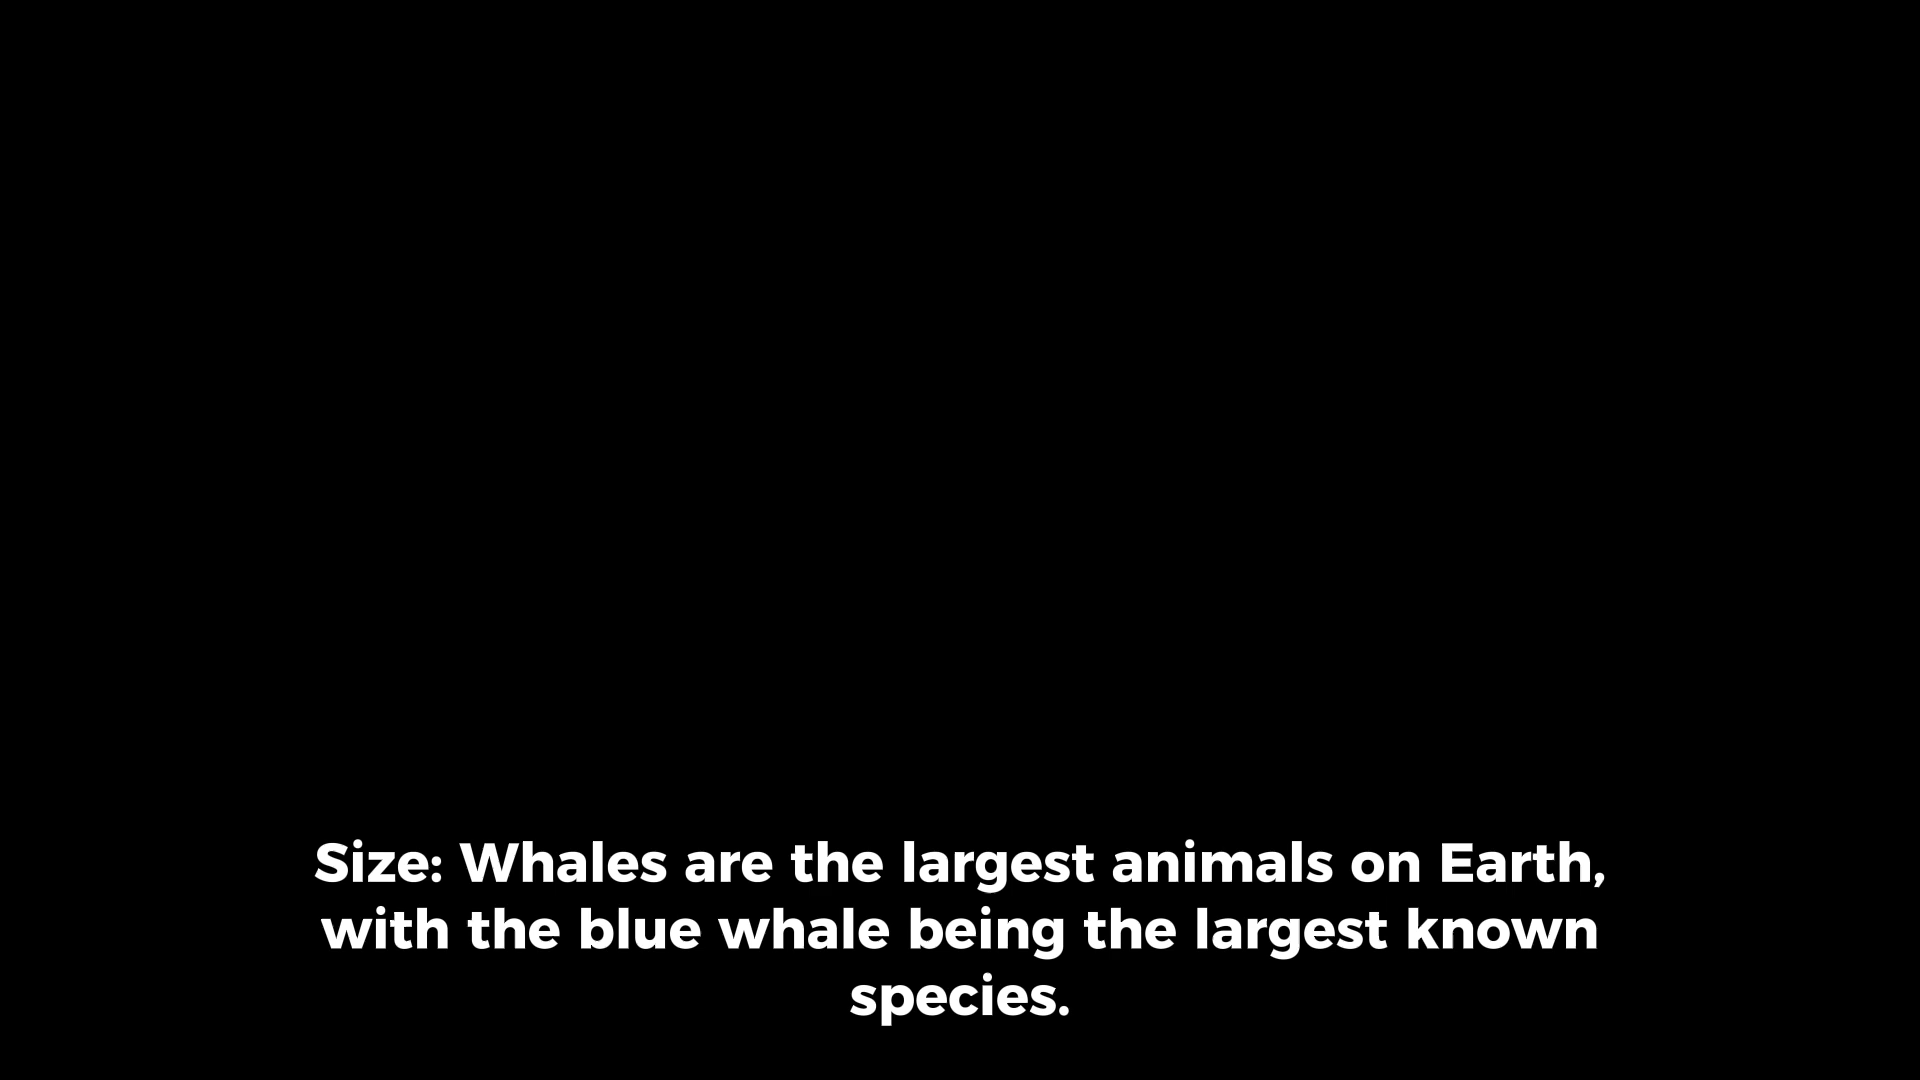 Size: Whales are the largest animals on Earth,
with the blue whale being the largest known
species.